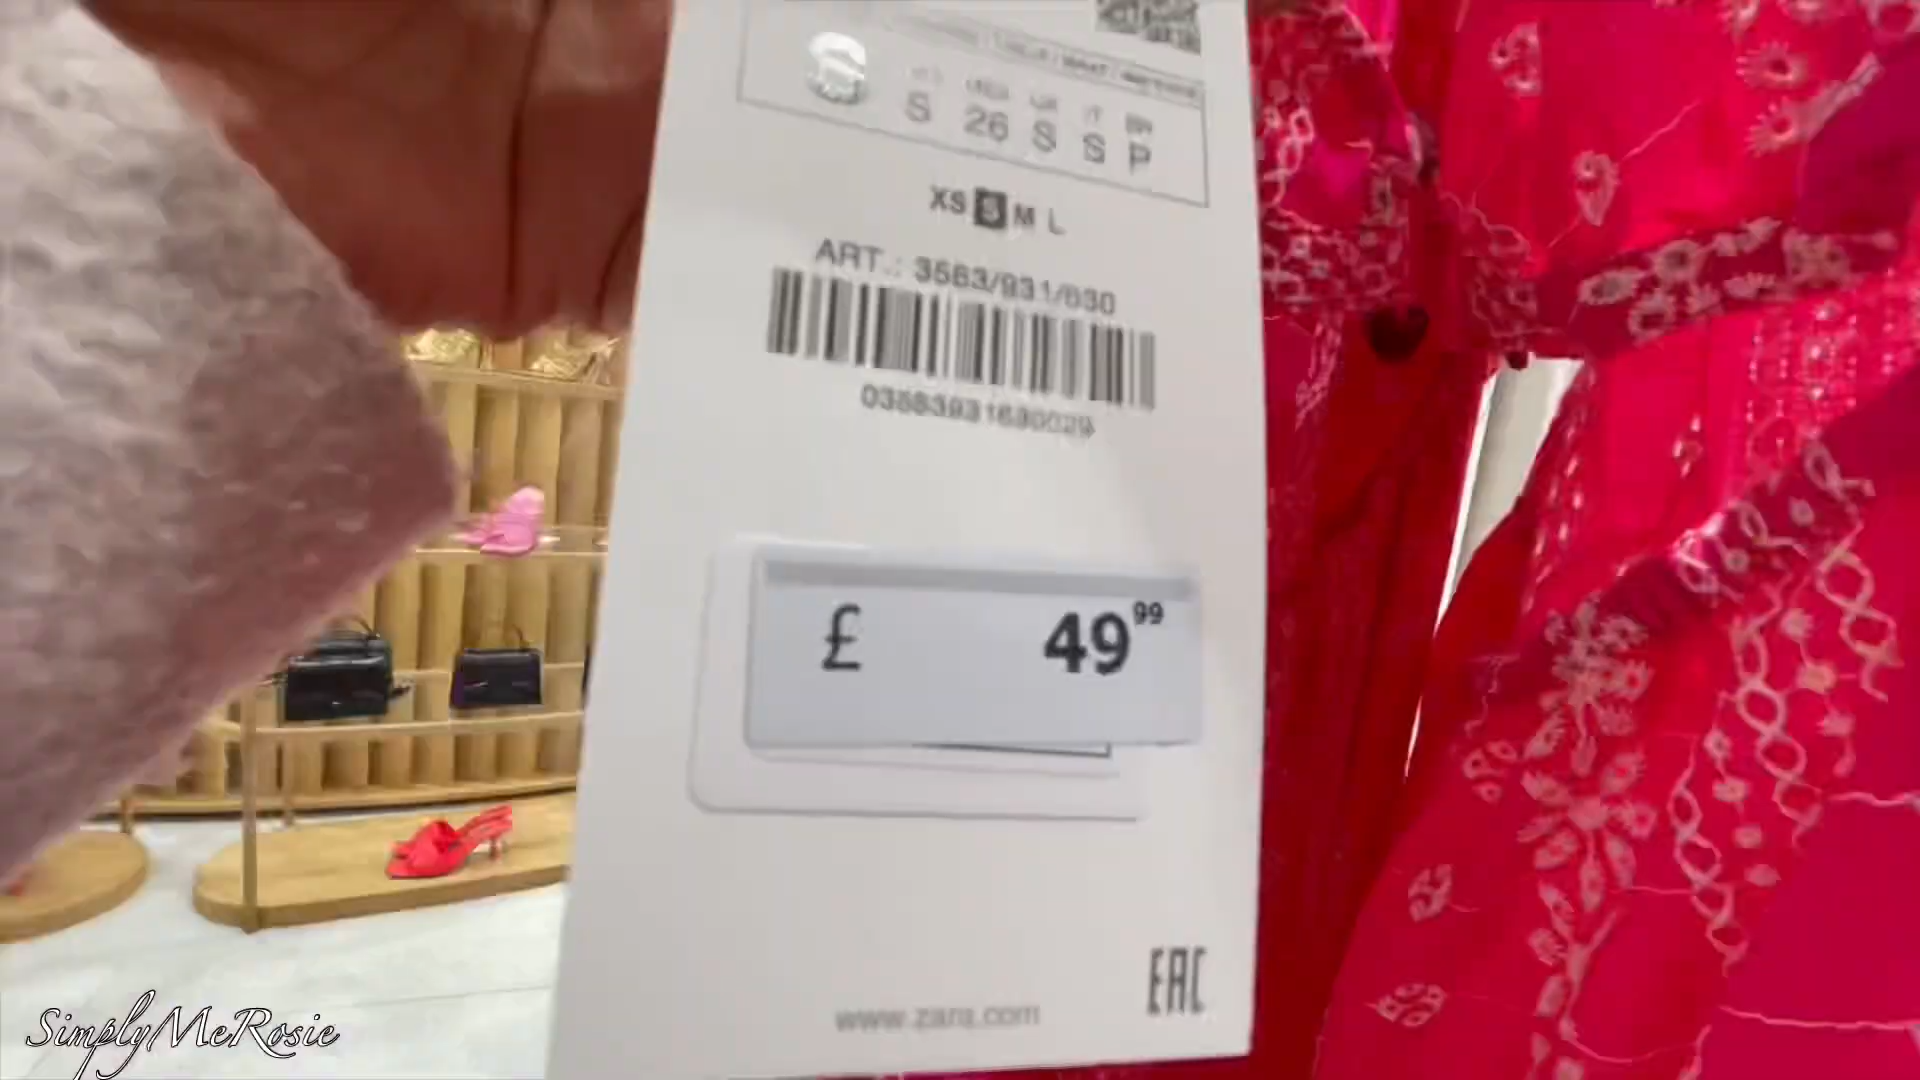 S 26 S S P
XS S M L
ART.: 3563/931/630
£ 49.99
EAC
www.zara.com
SimplyMeRosie